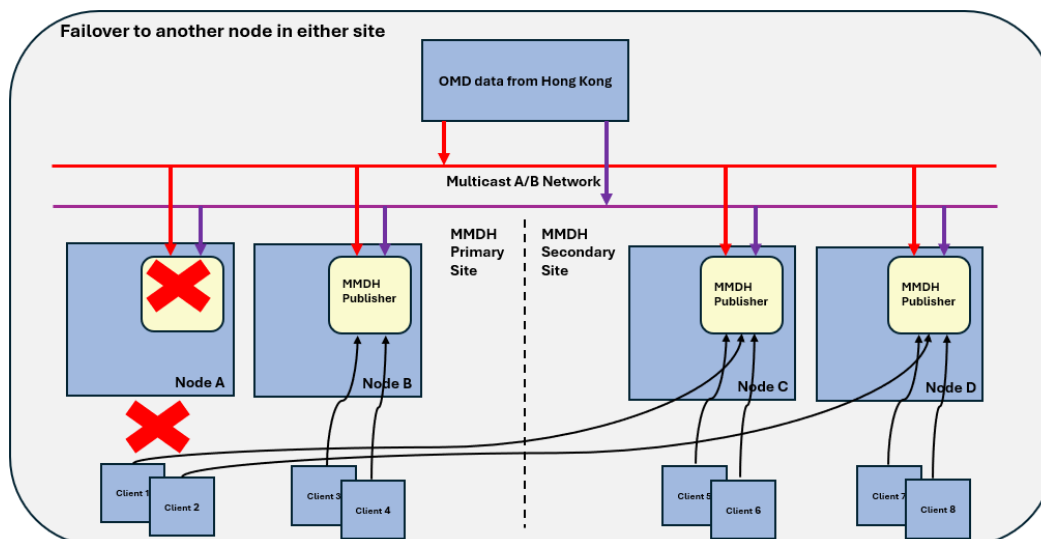 Failover to another node in either site
OMD data from Hong Kong
Multicast A/B Network
MMDH
Primary
Site
MMDH
Secondary
Site
MMDH
Publisher
MMDH
Publisher
MMDH
Publisher
Node A
Node B
Node C
Node D
Client 1
Client 2
Client 3
Client 4
Client 5
Client 6
Client 7
Client 8